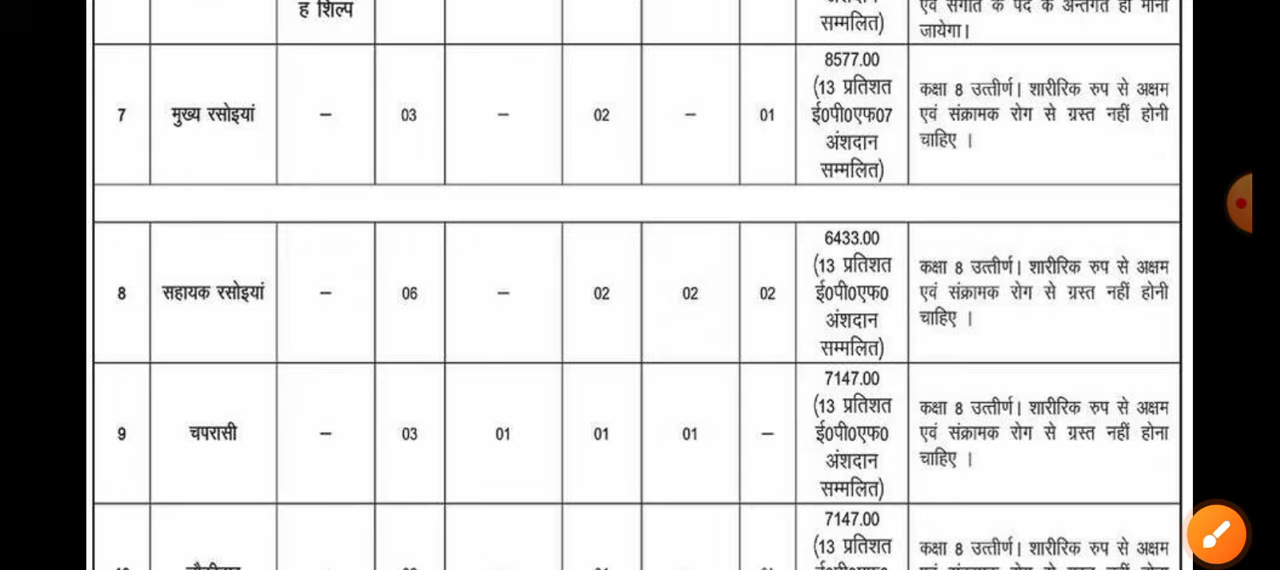 ह शिल्प
सम्मलित)
एवं संगीत के पद के अन्तर्गत ही माना
जायेगा।
7 मुख्य रसोइयां – 03 – 02 – 01
8577.00
(13 प्रतिशत
ई0पी0एफ07
अंशदान
सम्मलित)
कक्षा 8 उत्तीर्ण। शारीरिक रुप से अक्षम
एवं संक्रामक रोग से ग्रस्त नहीं होनी
चाहिए ।
8 सहायक रसोइयां – 06 – 02 02 02
6433.00
(13 प्रतिशत
ई0पी0एफ0
अंशदान
सम्मलित)
कक्षा 8 उत्तीर्ण। शारीरिक रुप से अक्षम
एवं संक्रामक रोग से ग्रस्त नहीं होनी
चाहिए ।
9 चपरासी – 03 01 01 01 –
7147.00
(13 प्रतिशत
ई0पी0एफ0
अंशदान
सम्मलित)
कक्षा 8 उत्तीर्ण। शारीरिक रुप से अक्षम
एवं संक्रामक रोग से ग्रस्त नहीं होना
चाहिए ।
7147.00
(13 प्रतिशत
कक्षा 8 उत्तीर्ण। शारीरिक रुप से अक्षम